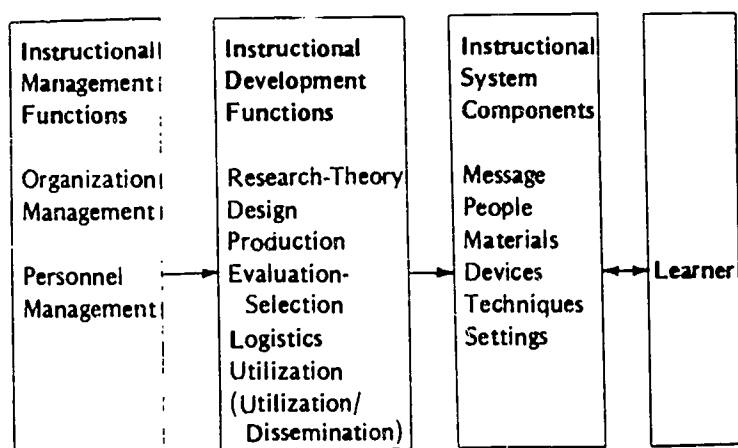 Instructional
Management
Functions
Organization
Management
Personnel
Management
Instructional
Development
Functions
Research-Theory
Design
Production
Evaluation-
Selection
Logistics
Utilization
(Utilization/
Dissemination)
Instructional
System
Components
Message
People
Materials
Devices
Techniques
Settings
Learner